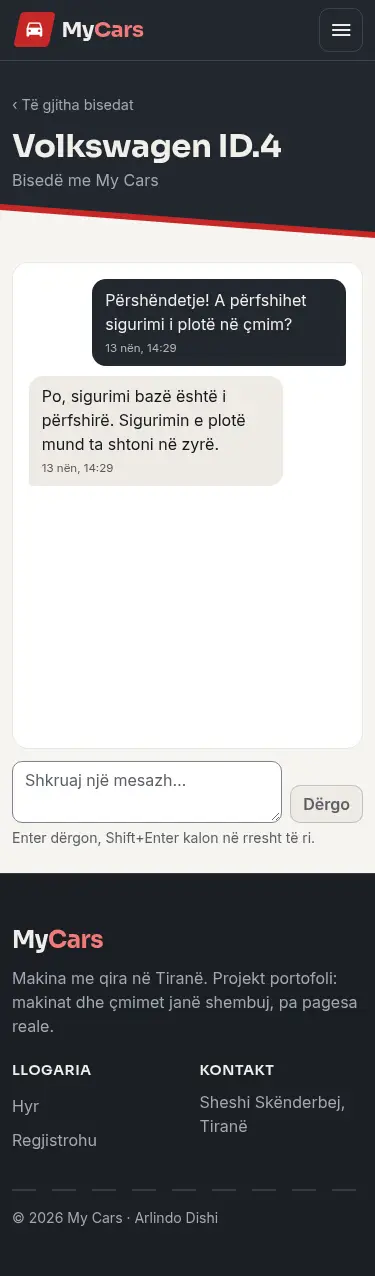 MyCars
‹ Të gjitha bisedat
Volkswagen ID.4
Bisedë me My Cars
Përshëndetje! A përfshihet
sigurimi i plotë në çmim?
13 nën, 14:29
Po, sigurimi bazë është i
përfshirë. Sigurimin e plotë
mund ta shtoni në zyrë.
13 nën, 14:29
Shkruaj një mesazh...
Dërgo
Enter dërgon, Shift+Enter kalon në rresht të ri.
MyCars
Makina me qira në Tiranë. Projekt portofoli:
makinat dhe çmimet janë shembuj, pa pagesa
reale.
LLOGARIA
Hyr
Regjistrohu
KONTAKT
Sheshi Skënderbej,
Tiranë
© 2026 My Cars · Arlindo Dishi